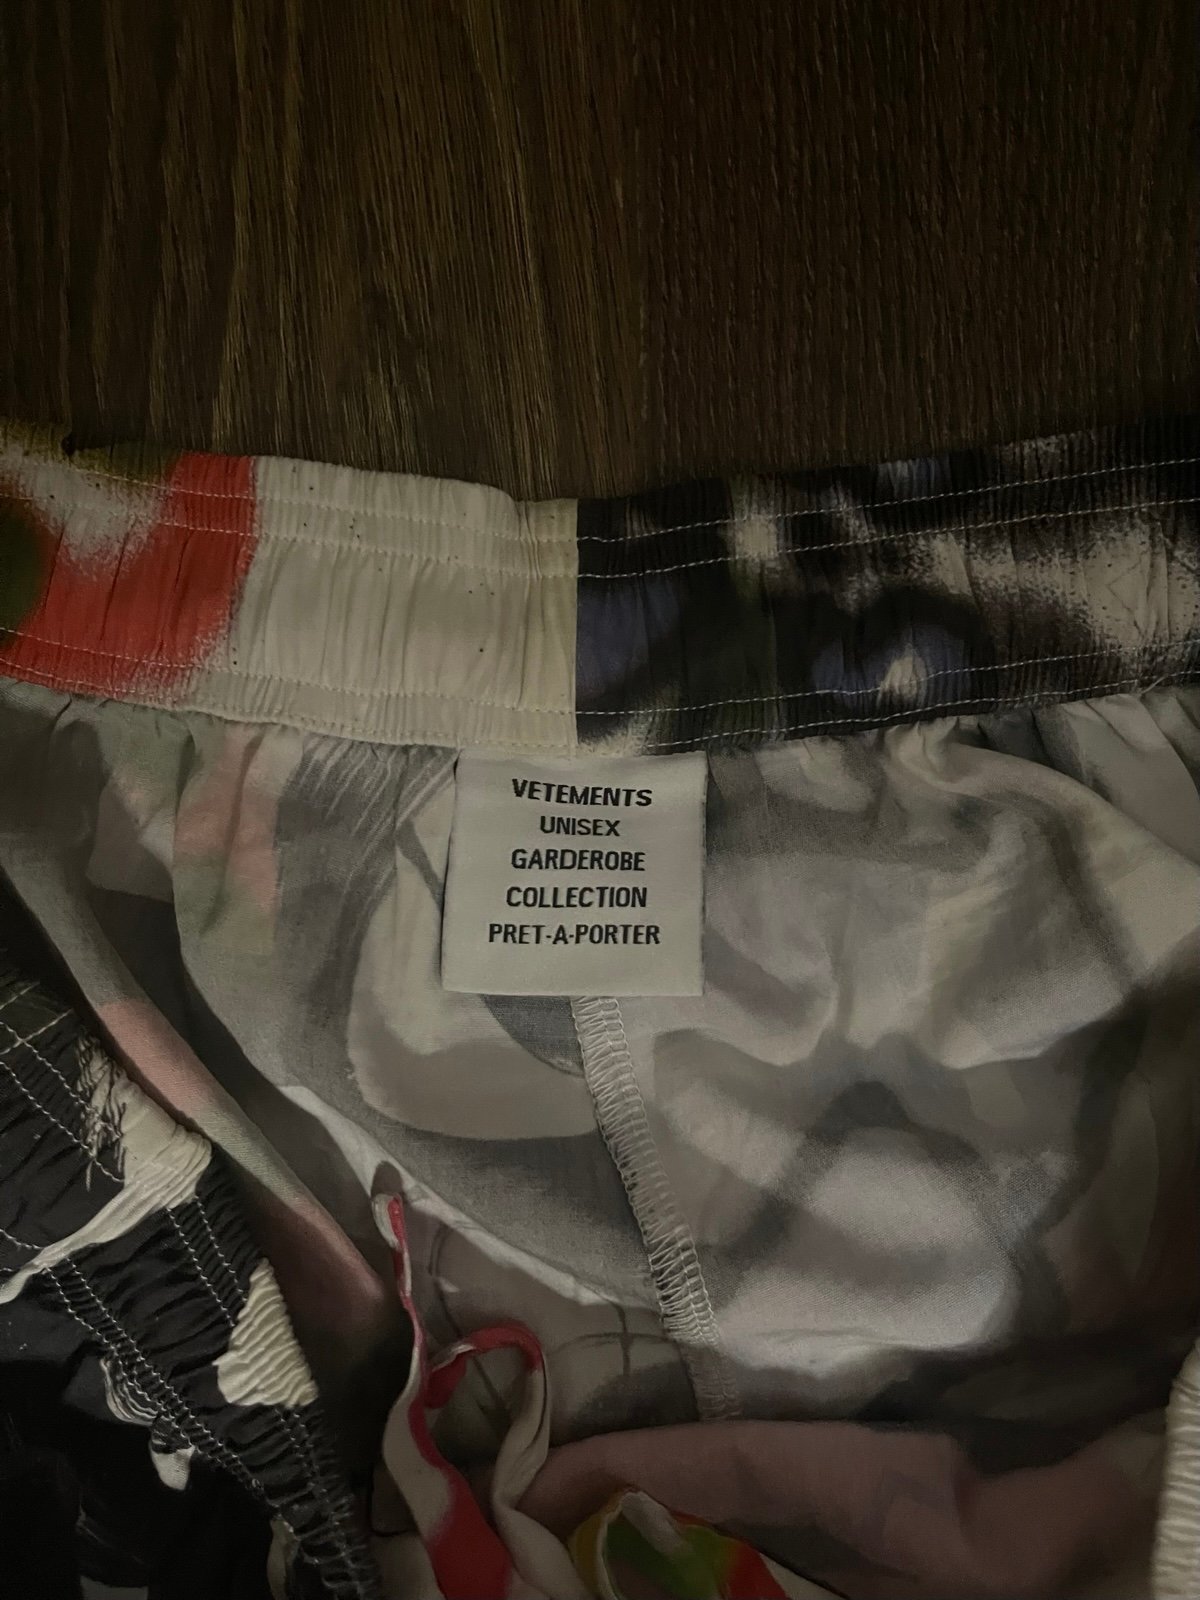 VETEMENTS
UNISEX
GARDEROBE
COLLECTION
PRET-A-PORTER